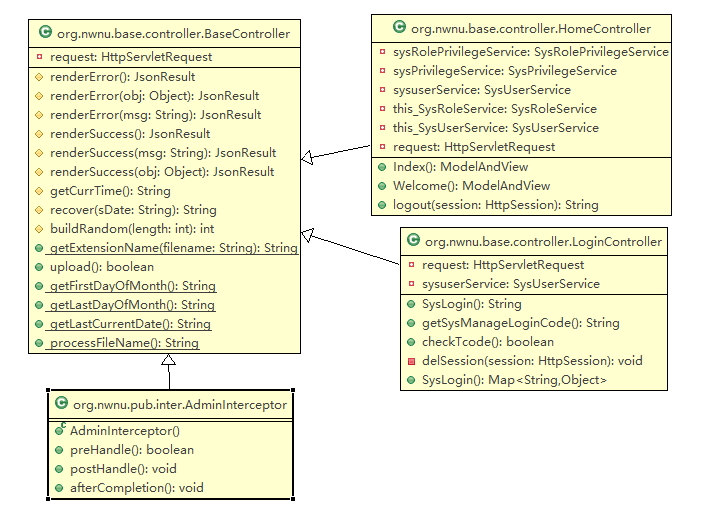 org.nwnu.base.controller.BaseController
request: HttpServletRequest
renderError(): JsonResult
renderError(obj: Object): JsonResult
renderError(msg: String): JsonResult
renderSuccess(): JsonResult
renderSuccess(msg: String): JsonResult
renderSuccess(obj: Object): JsonResult
getCurrTime(): String
recover(sDate: String): String
buildRandom(length: int): int
getExtensionName(filename: String): String
upload(): boolean
getFirstDayOfMonth(): String
getLastDayOfMonth(): String
getLastCurrentDate(): String
processFileName(): String
org.nwnu.base.controller.HomeController
sysRolePrivilegeService: SysRolePrivilegeService
sysPrivilegeService: SysPrivilegeService
sysuserService: SysUserService
this_SysRoleService: SysRoleService
this_SysUserService: SysUserService
request: HttpServletRequest
Index(): ModelAndView
Welcome(): ModelAndView
logout(session: HttpSession): String
org.nwnu.base.controller.LoginController
request: HttpServletRequest
sysuserService: SysUserService
SysLogin(): String
getSysManageLoginCode(): String
checkTcode(): boolean
delSession(session: HttpSession): void
SysLogin(): Map<String,Object>
org.nwnu.pub.inter.AdminInterceptor
AdminInterceptor()
preHandle(): boolean
postHandle(): void
afterCompletion(): void